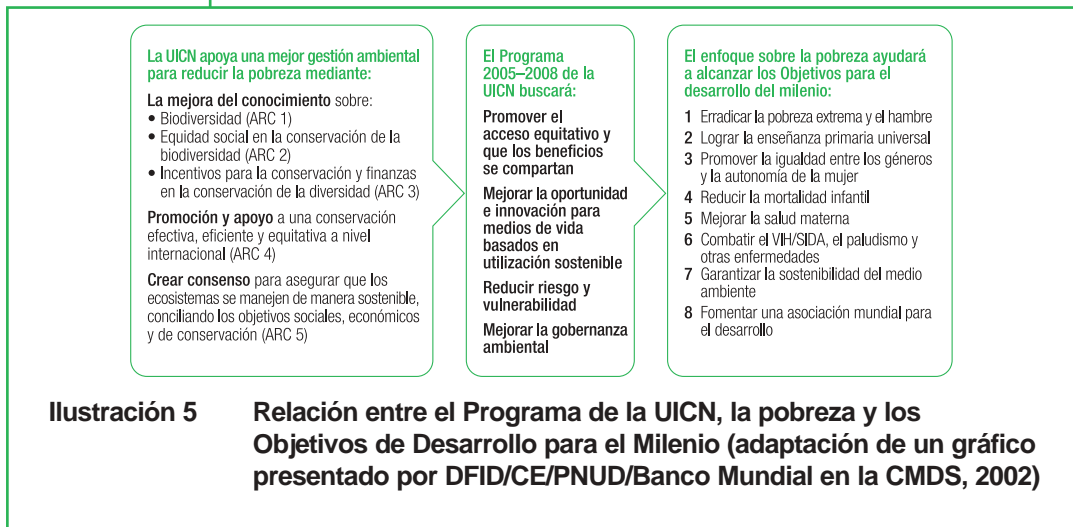 La UICN apoya una mejor gestión ambiental
para reducir la pobreza mediante:
La mejora del conocimiento sobre:
• Biodiversidad (ARC 1)
• Equidad social en la conservación de la
biodiversidad (ARC 2)
• Incentivos para la conservación y finanzas
en la conservación de la diversidad (ARC 3)
Promoción y apoyo a una conservación
efectiva, eficiente y equitativa a nivel
internacional (ARC 4)
Crear consenso para asegurar que los
ecosistemas se manejen de manera sostenible,
conciliando los objetivos sociales, económicos
y de conservación (ARC 5)
El Programa
2005–2008 de la
UICN buscará:
Promover el
acceso equitativo y
que los beneficios
se compartan
Mejorar la oportunidad
e innovación para
medios de vida
basados en
utilización sostenible
Reducir riesgo y
vulnerabilidad
Mejorar la gobernanza
ambiental
El enfoque sobre la pobreza ayudará
a alcanzar los Objetivos para el
desarrollo del milenio:
1 Erradicar la pobreza extrema y el hambre
2 Lograr la enseñanza primaria universal
3 Promover la igualdad entre los géneros
y la autonomía de la mujer
4 Reducir la mortalidad infantil
5 Mejorar la salud materna
6 Combatir el VIH/SIDA, el paludismo y
otras enfermedades
7 Garantizar la sostenibilidad del medio
ambiente
8 Fomentar una asociación mundial para
el desarrollo
Ilustración 5 Relación entre el Programa de la UICN, la pobreza y los
Objetivos de Desarrollo para el Milenio (adaptación de un gráfico
presentado por DFID/CE/PNUD/Banco Mundial en la CMDS, 2002)